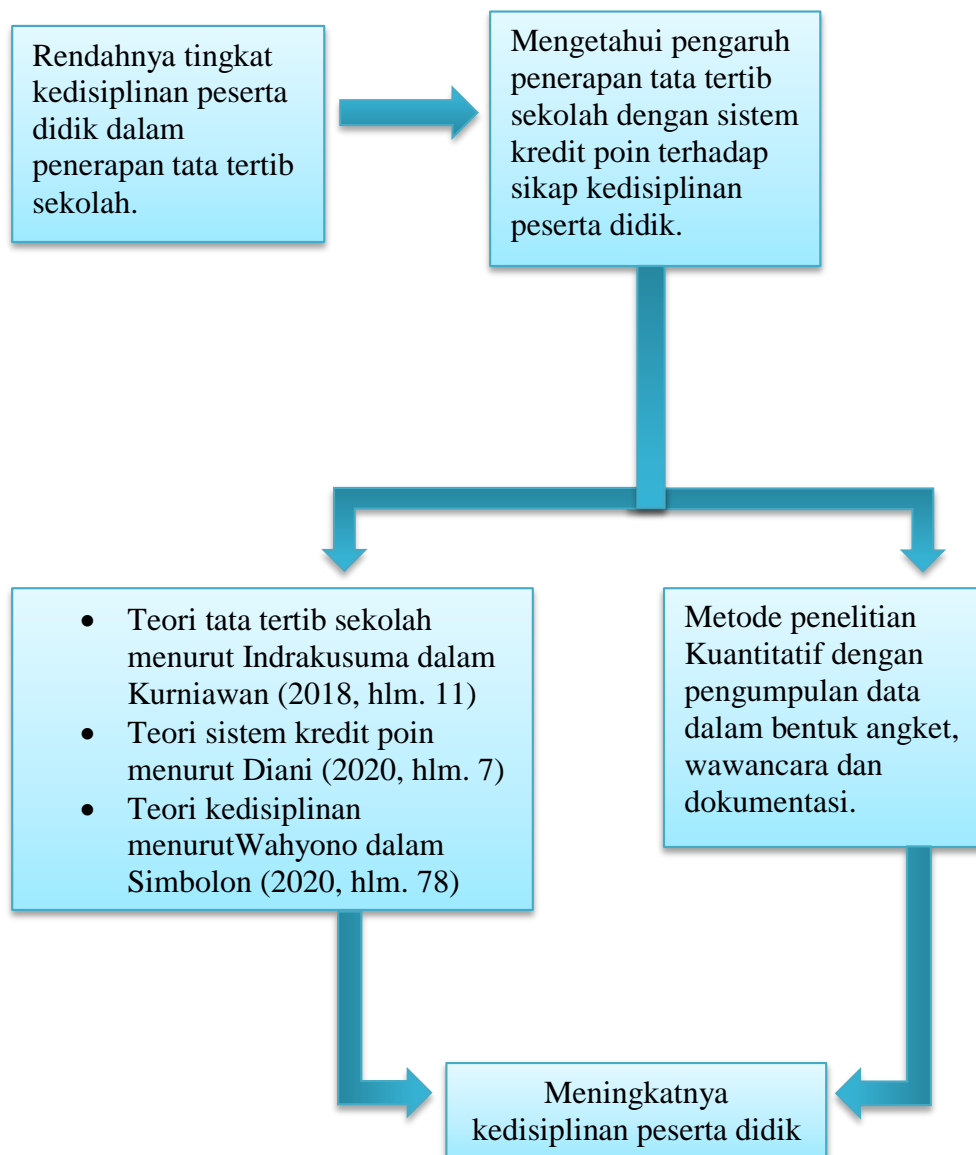 Rendahnya tingkat
kedisiplinan peserta
didik dalam
penerapan tata tertib
sekolah.
Mengetahui pengaruh
penerapan tata tertib
sekolah dengan sistem
kredit poin terhadap
sikap kedisiplinan
peserta didik.
• Teori tata tertib sekolah
menurut Indrakusuma dalam
Kurniawan (2018, hlm. 11)
• Teori sistem kredit poin
menurut Diani (2020, hlm. 7)
• Teori kedisiplinan
menurutWahyono dalam
Simbolon (2020, hlm. 78)
Metode penelitian
Kuantitatif dengan
pengumpulan data
dalam bentuk angket,
wawancara dan
dokumentasi.
Meningkatnya
kedisiplinan peserta didik